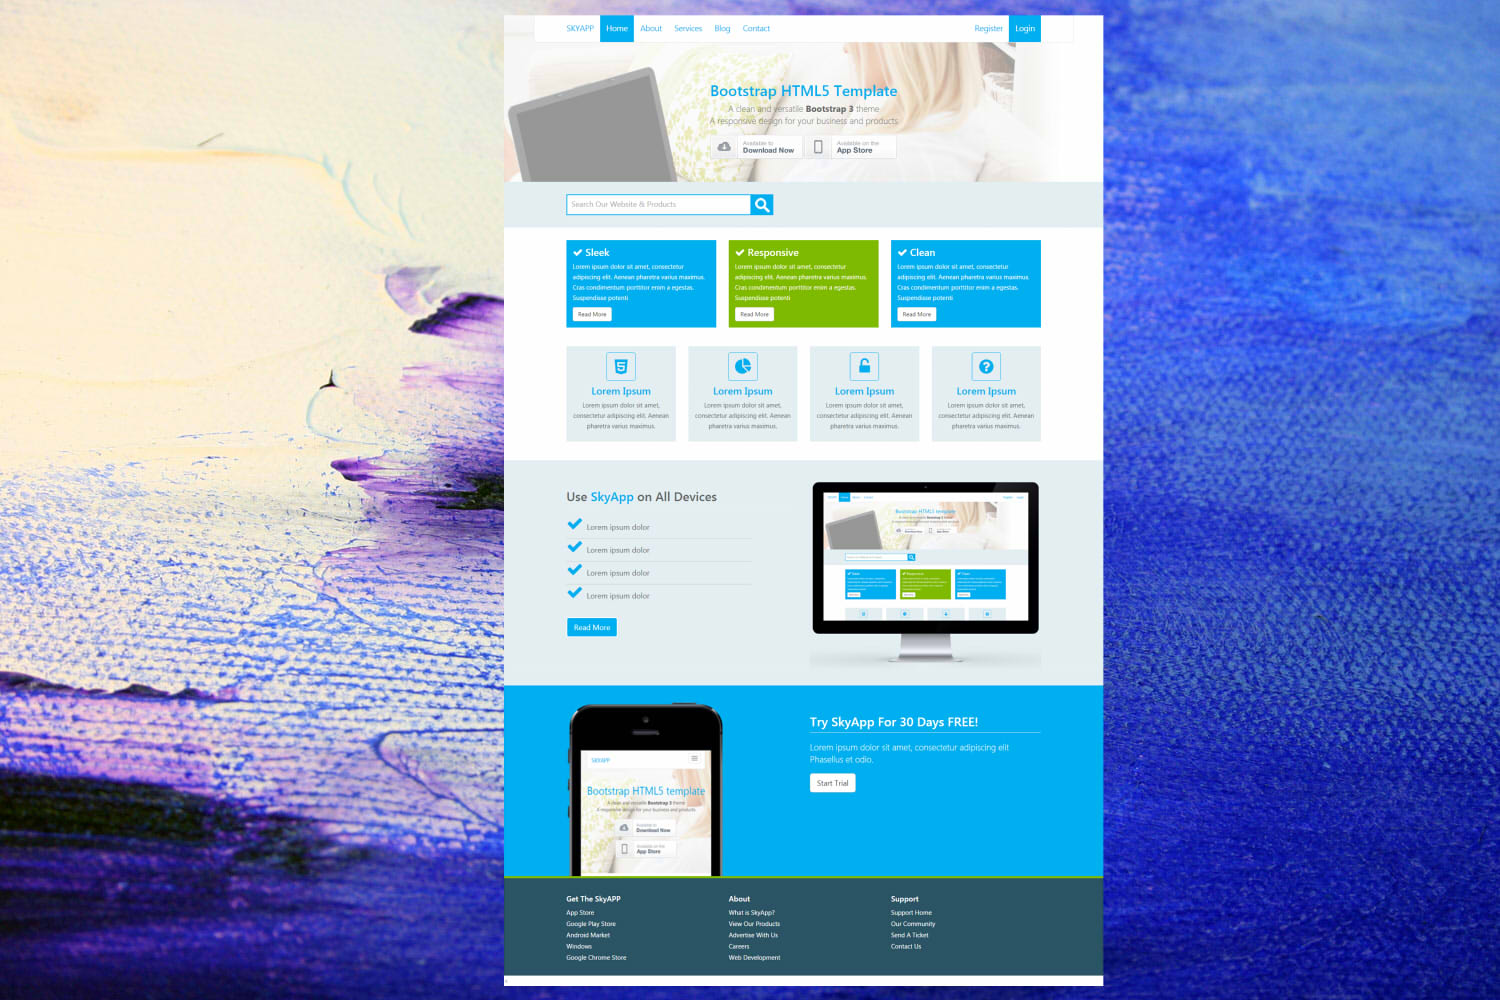 SKYAPP Home About Services Blog Contact Register Login
Bootstrap HTML5 Template
A clean and versatile Bootstrap 3 theme
A responsive design for your business and products
Available to
Download Now
Available on the
App Store
Search Our Website & Products
Sleek
Lorem ipsum dolor sit amet, consectetur
adipiscing elit. Aenean pharetra varius maximus.
Cras condimentum porttitor enim a egestas.
Suspendisse potenti
Read More
Responsive
Lorem ipsum dolor sit amet, consectetur
adipiscing elit. Aenean pharetra varius maximus.
Cras condimentum porttitor enim a egestas.
Suspendisse potenti
Read More
Clean
Lorem ipsum dolor sit amet, consectetur
adipiscing elit. Aenean pharetra varius maximus.
Cras condimentum porttitor enim a egestas.
Suspendisse potenti
Read More
Lorem Ipsum
Lorem ipsum dolor sit amet,
consectetur adipiscing elit. Aenean
pharetra varius maximus.
Lorem Ipsum
Lorem ipsum dolor sit amet,
consectetur adipiscing elit. Aenean
pharetra varius maximus.
Lorem Ipsum
Lorem ipsum dolor sit amet,
consectetur adipiscing elit. Aenean
pharetra varius maximus.
Lorem Ipsum
Lorem ipsum dolor sit amet,
consectetur adipiscing elit. Aenean
pharetra varius maximus.
Use SkyApp on All Devices
Lorem ipsum dolor
Lorem ipsum dolor
Lorem ipsum dolor
Lorem ipsum dolor
Read More
Bootstrap HTML5 template
SKYAPP
Bootstrap HTML5 template
A clean and versatile Bootstrap 3 theme
A responsive design for your business and products
Available to
Download Now
Available on the
App Store
Try SkyApp For 30 Days FREE!
Lorem ipsum dolor sit amet, consectetur adipiscing elit
Phasellus et odio.
Start Trial
Get The SkyAPP
App Store
Google Play Store
Android Market
Windows
Google Chrome Store
About
What is SkyApp?
View Our Products
Advertise With Us
Careers
Web Development
Support
Support Home
Our Community
Send A Ticket
Contact Us